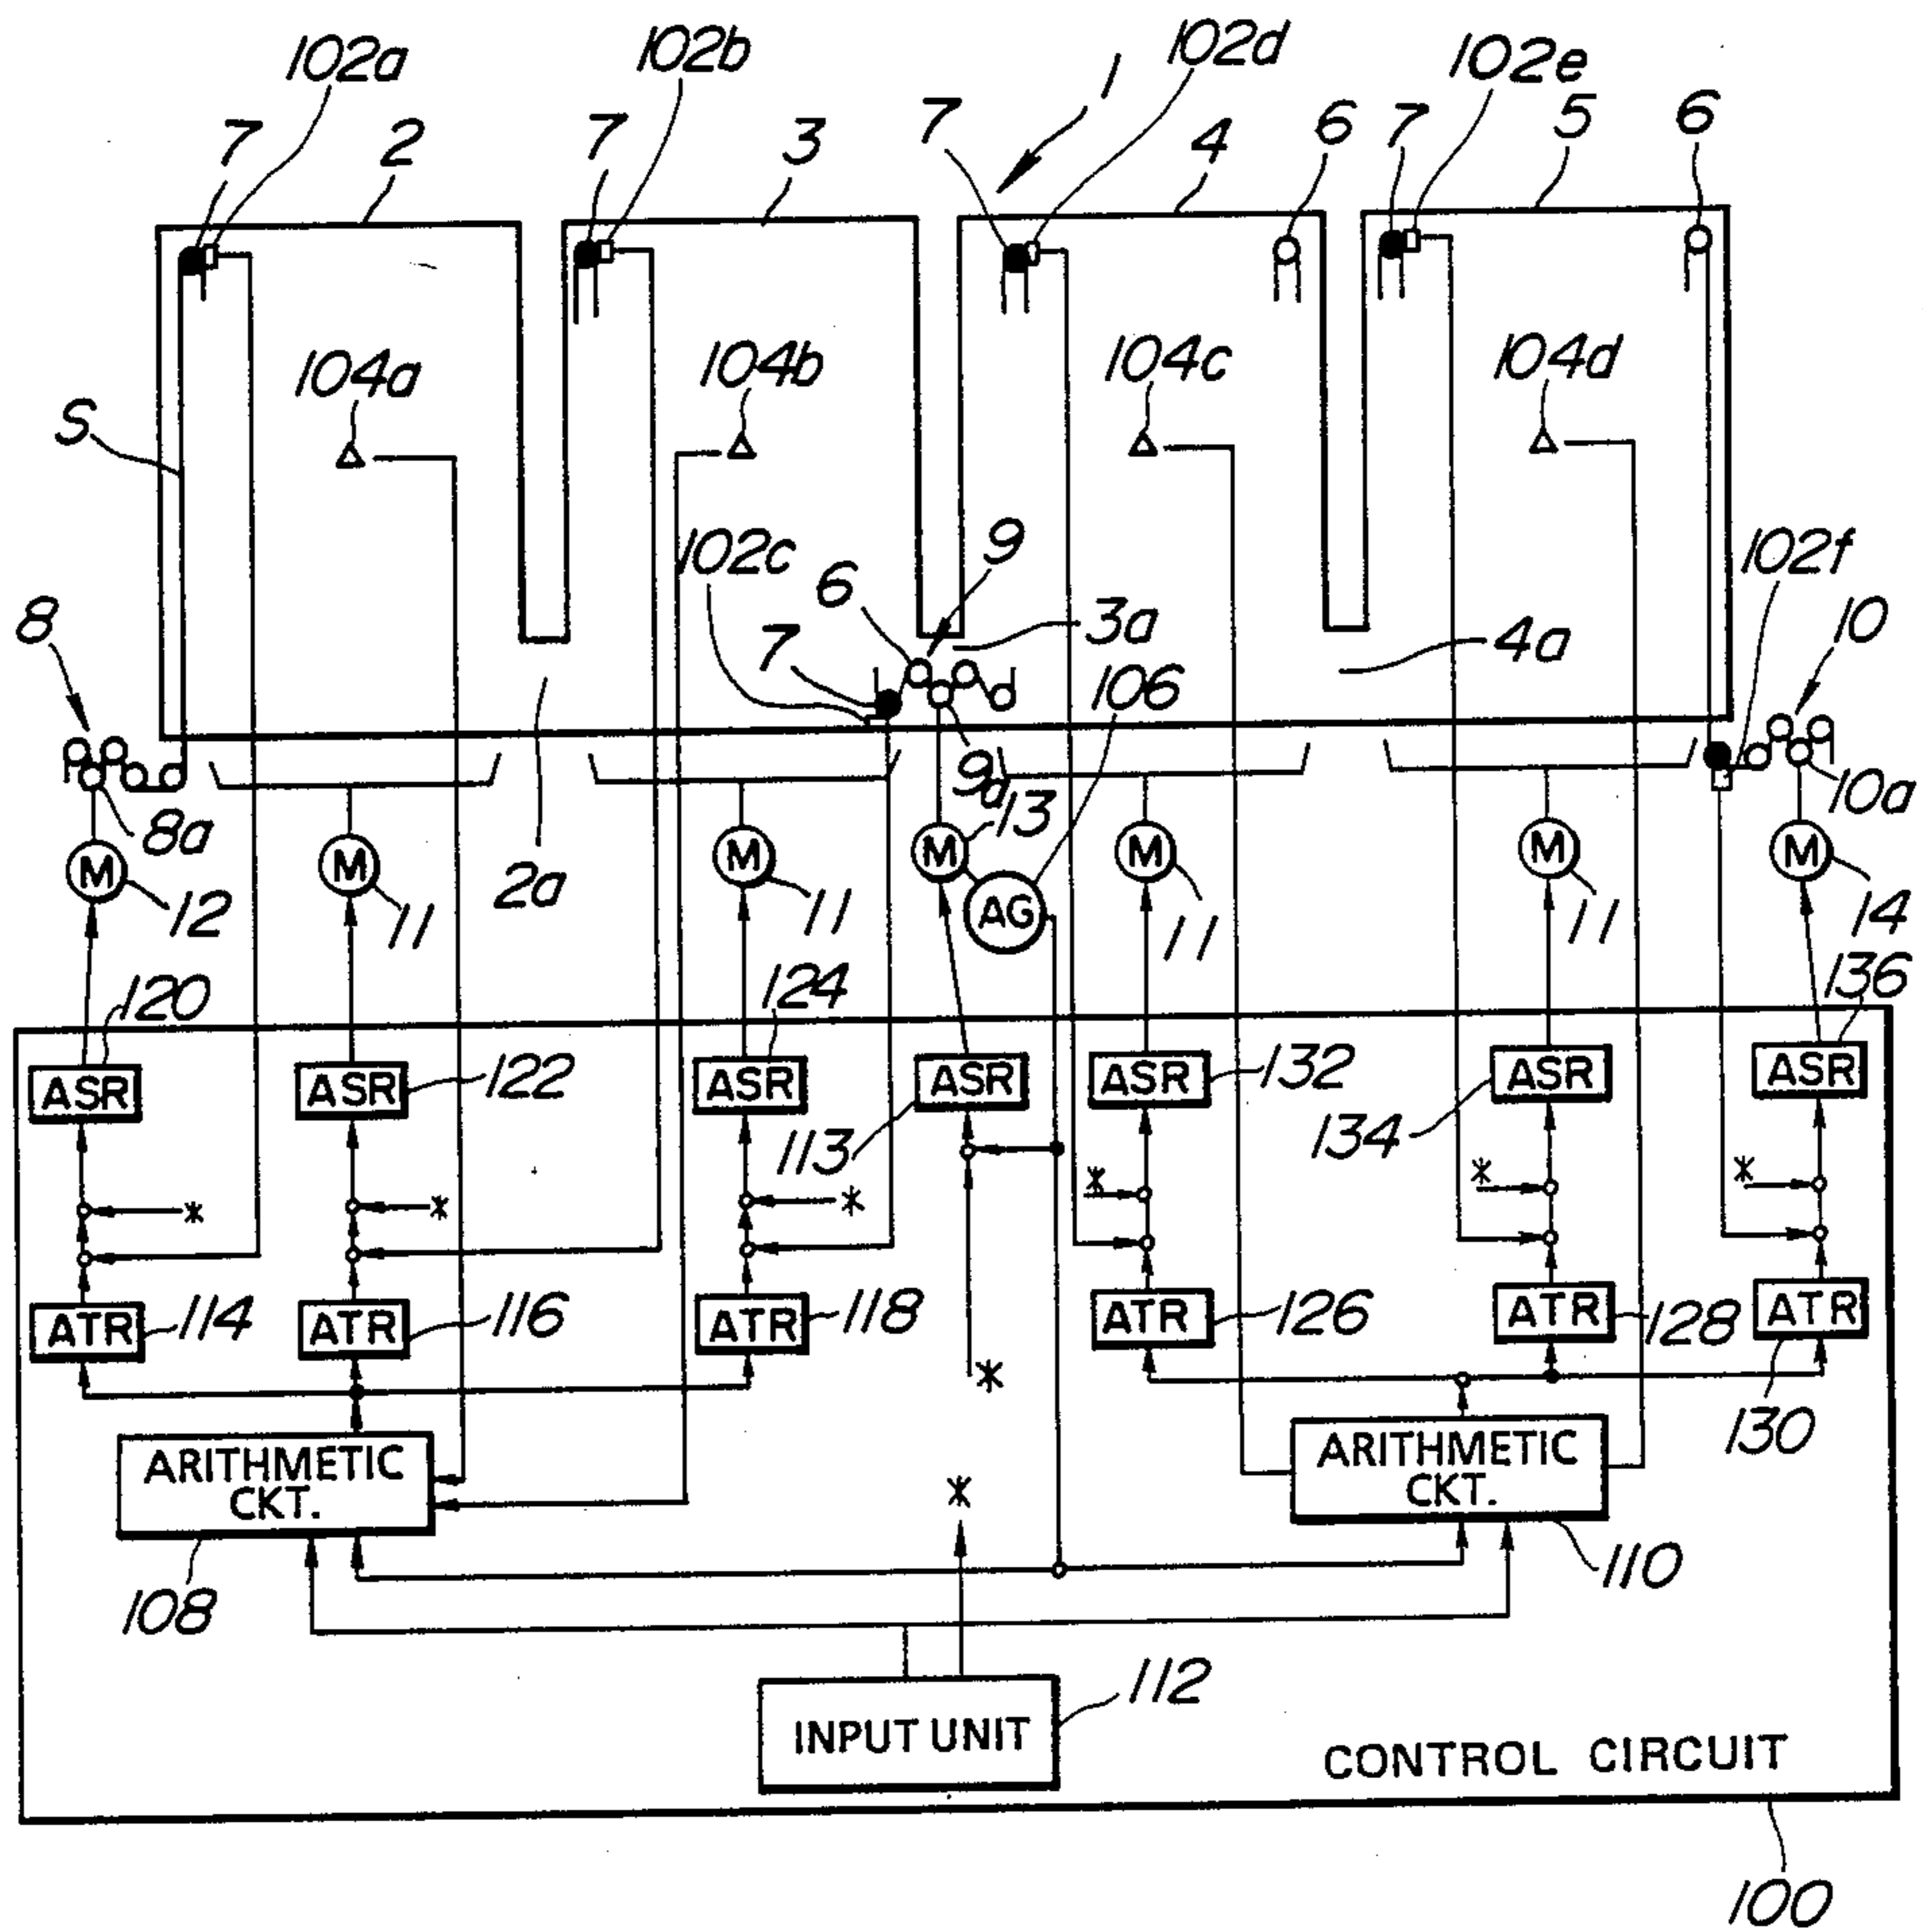 102a 102b 102d 102e
7 2 7 3 7 1 4 6 7 5 6
104a 104b 104c 104d
S
102c 9 102f
8 6 3a 10
7 4a
106
8a 9a 10a
M 12 M 11 2a M 11 M 13 AG M 11 M 11 M 14
120 124 136
ASR ASR 122 ASR ASR ASR 132 ASR ASR
113 134
* * * * * *
ATR 114 ATR 116 ATR 118 ATR 126 ATR 128 ATR
*
130
ARITHMETIC
CKT.
*
ARITHMETIC
CKT.
108 110
INPUT UNIT 112
CONTROL CIRCUIT
100